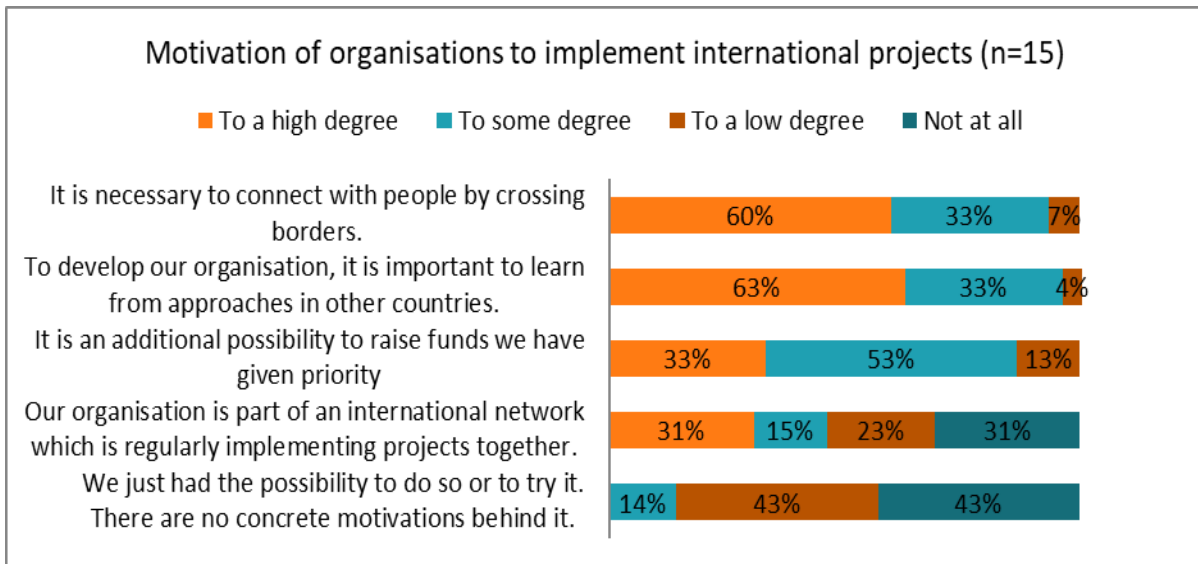 Motivation of organisations to implement international projects (n=15)
To a high degree To some degree To a low degree Not at all
It is necessary to connect with people by crossing
borders.
60% 33% 7%
To develop our organisation, it is important to learn
from approaches in other countries.
63% 33% 4%
It is an additional possibility to raise funds we have
given priority
33% 53% 13%
Our organisation is part of an international network
which is regularly implementing projects together.
31% 15% 23% 31%
We just had the possibility to do so or to try it.
There are no concrete motivations behind it.
14% 43% 43%